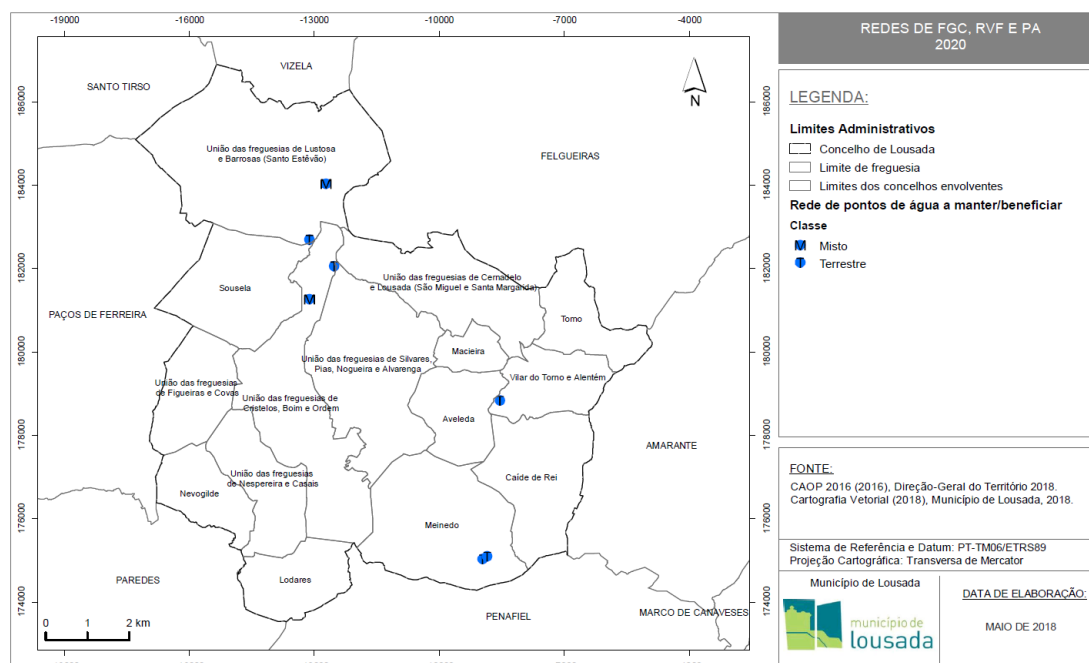 -19000 -16000 -13000 -10000 -7000 -4000
186000
184000
182000
180000
178000
176000
174000
VIZELA
SANTO TIRSO
N
União das freguesias de Lustosa
e Barrosas (Santo Estêvão)
FELGUEIRAS
M
T
T
União das freguesias de Cernadelo
e Lousada (São Miguel e Santa Margarida)
Sousela
M
PAÇOS DE FERREIRA
Torno
Macieira
União das freguesias de Silvares,
Pias, Nogueira e Alvarenga
Vilar do Torno e Alentém
União das freguesias
de Figueiras e Covas
União das freguesias de
Cristelos, Boim e Ordem
T
Aveleda
AMARANTE
União das freguesias
de Nespereira e Casais
Caíde de Rei
Nevogilde
Meinedo
T
T
PAREDES
Lodares
PENAFIEL
MARCO DE CANAVESES
0 1 2 km
186000
184000
182000
180000
178000
176000
174000
-19000 -16000 -13000 -10000 -7000 -4000
REDES DE FGC, RVF E PA
2020
LEGENDA:
Limites Administrativos
Concelho de Lousada
Limite de freguesia
Limites dos concelhos envolventes
Rede de pontos de água a manter/beneficiar
Classe
M Misto
T Terrestre
FONTE:
CAOP 2016 (2016), Direção-Geral do Território 2018.
Cartografia Vetorial (2018), Município de Lousada, 2018.
Sistema de Referência e Datum: PT-TM06/ETRS89
Projeção Cartográfica: Transversa de Mercator
Município de Lousada
município de
lousada
DATA DE ELABORAÇÃO:
MAIO DE 2018